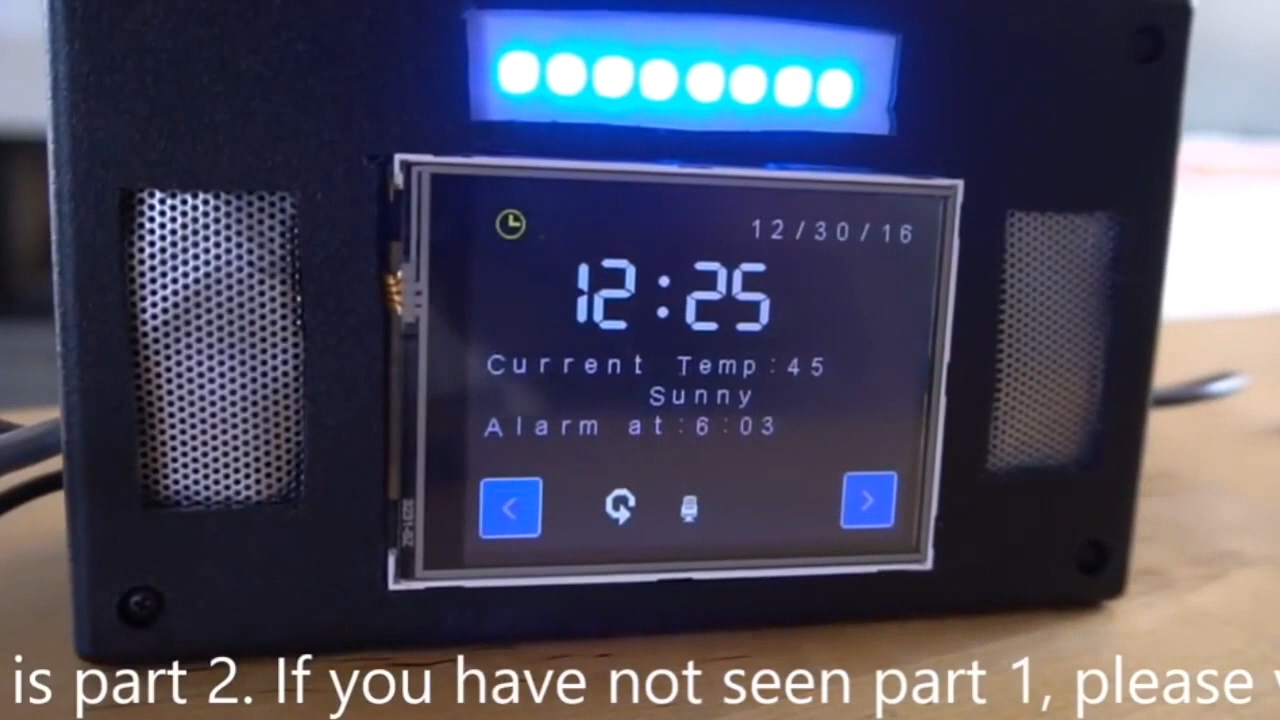 12/30/16
12:25
Current Temp:45
Sunny
Alarm at:6:03
<
>
is part 2. If you have not seen part 1, please